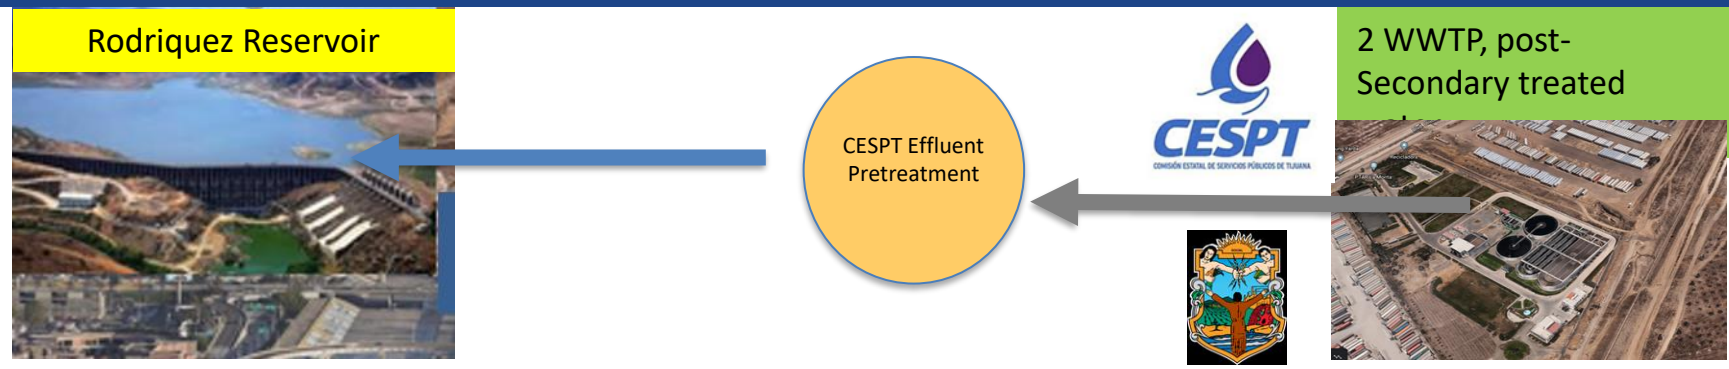 Rodriquez Reservoir
CESPT Effluent
Pretreatment
CESPT
COMISIÓN ESTATAL DE SERVICIOS PÚBLICOS DE TIJUANA
2 WWTP, post-
Secondary treated